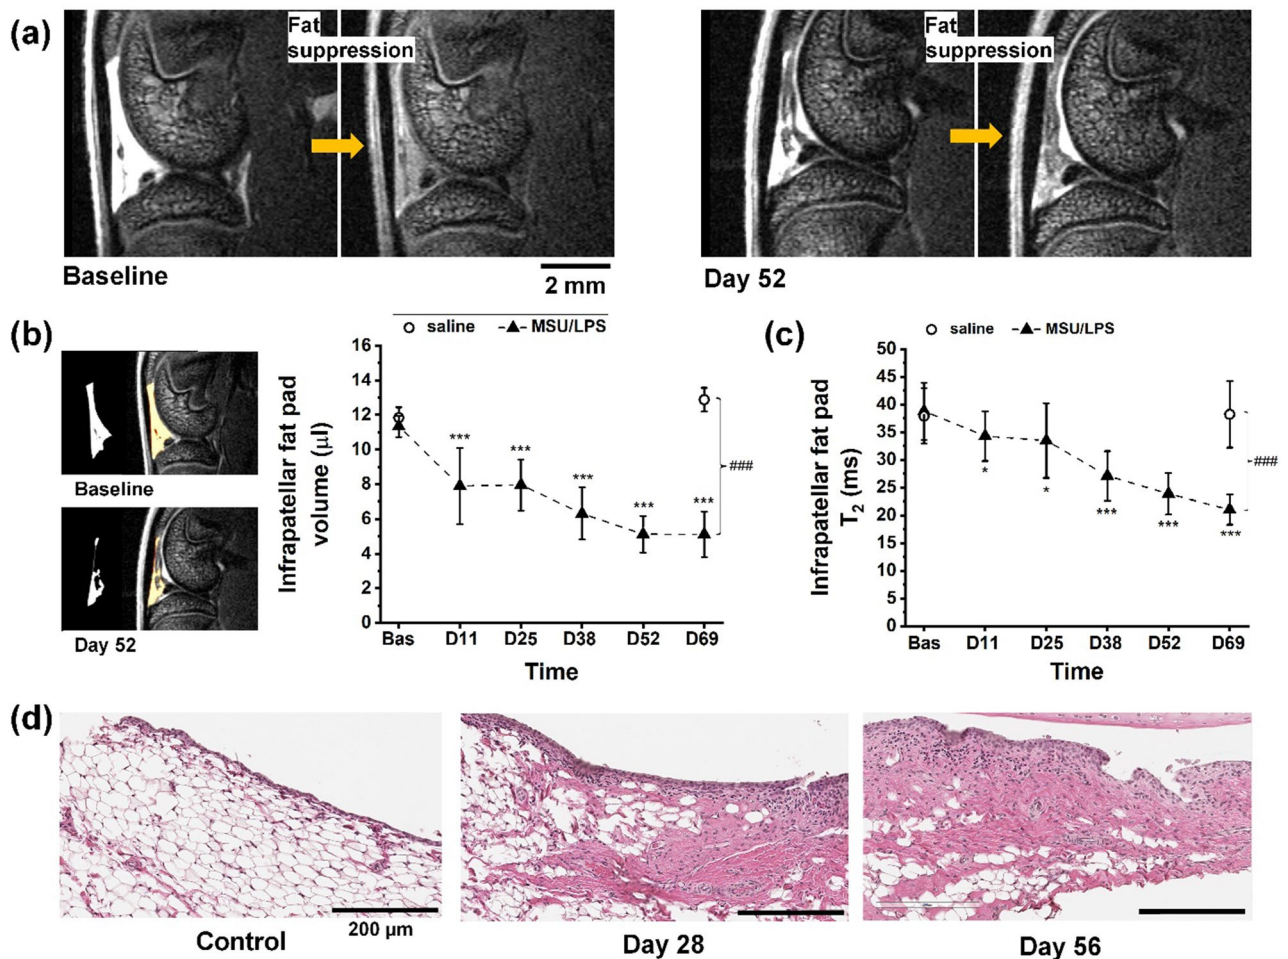 (a)
Fat
suppression
Fat
suppression
Baseline
2 mm
Day 52
(b)
saline
MSU/LPS
Infrapatellar fat pad
volume (μl)
16
14
12
10
8
6
4
2
0
***
***
***
***
***
###
Bas
D11
D25
D38
D52
D69
Time
Baseline
Day 52
(c)
saline
MSU/LPS
Infrapatellar fat pad
T₂ (ms)
50
45
40
35
30
25
20
15
10
5
0
*
*
***
***
***
###
Bas
D11
D25
D38
D52
D69
Time
(d)
200 μm
Control
Day 28
Day 56